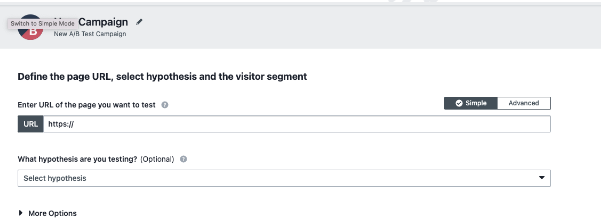 Switch to Simple Mode
Campaign
B
New A/B Test Campaign
Define the page URL, select hypothesis and the visitor segment
Enter URL of the page you want to test
Simple
Advanced
URL
https://
What hypothesis are you testing? (Optional)
Select hypothesis
More Options